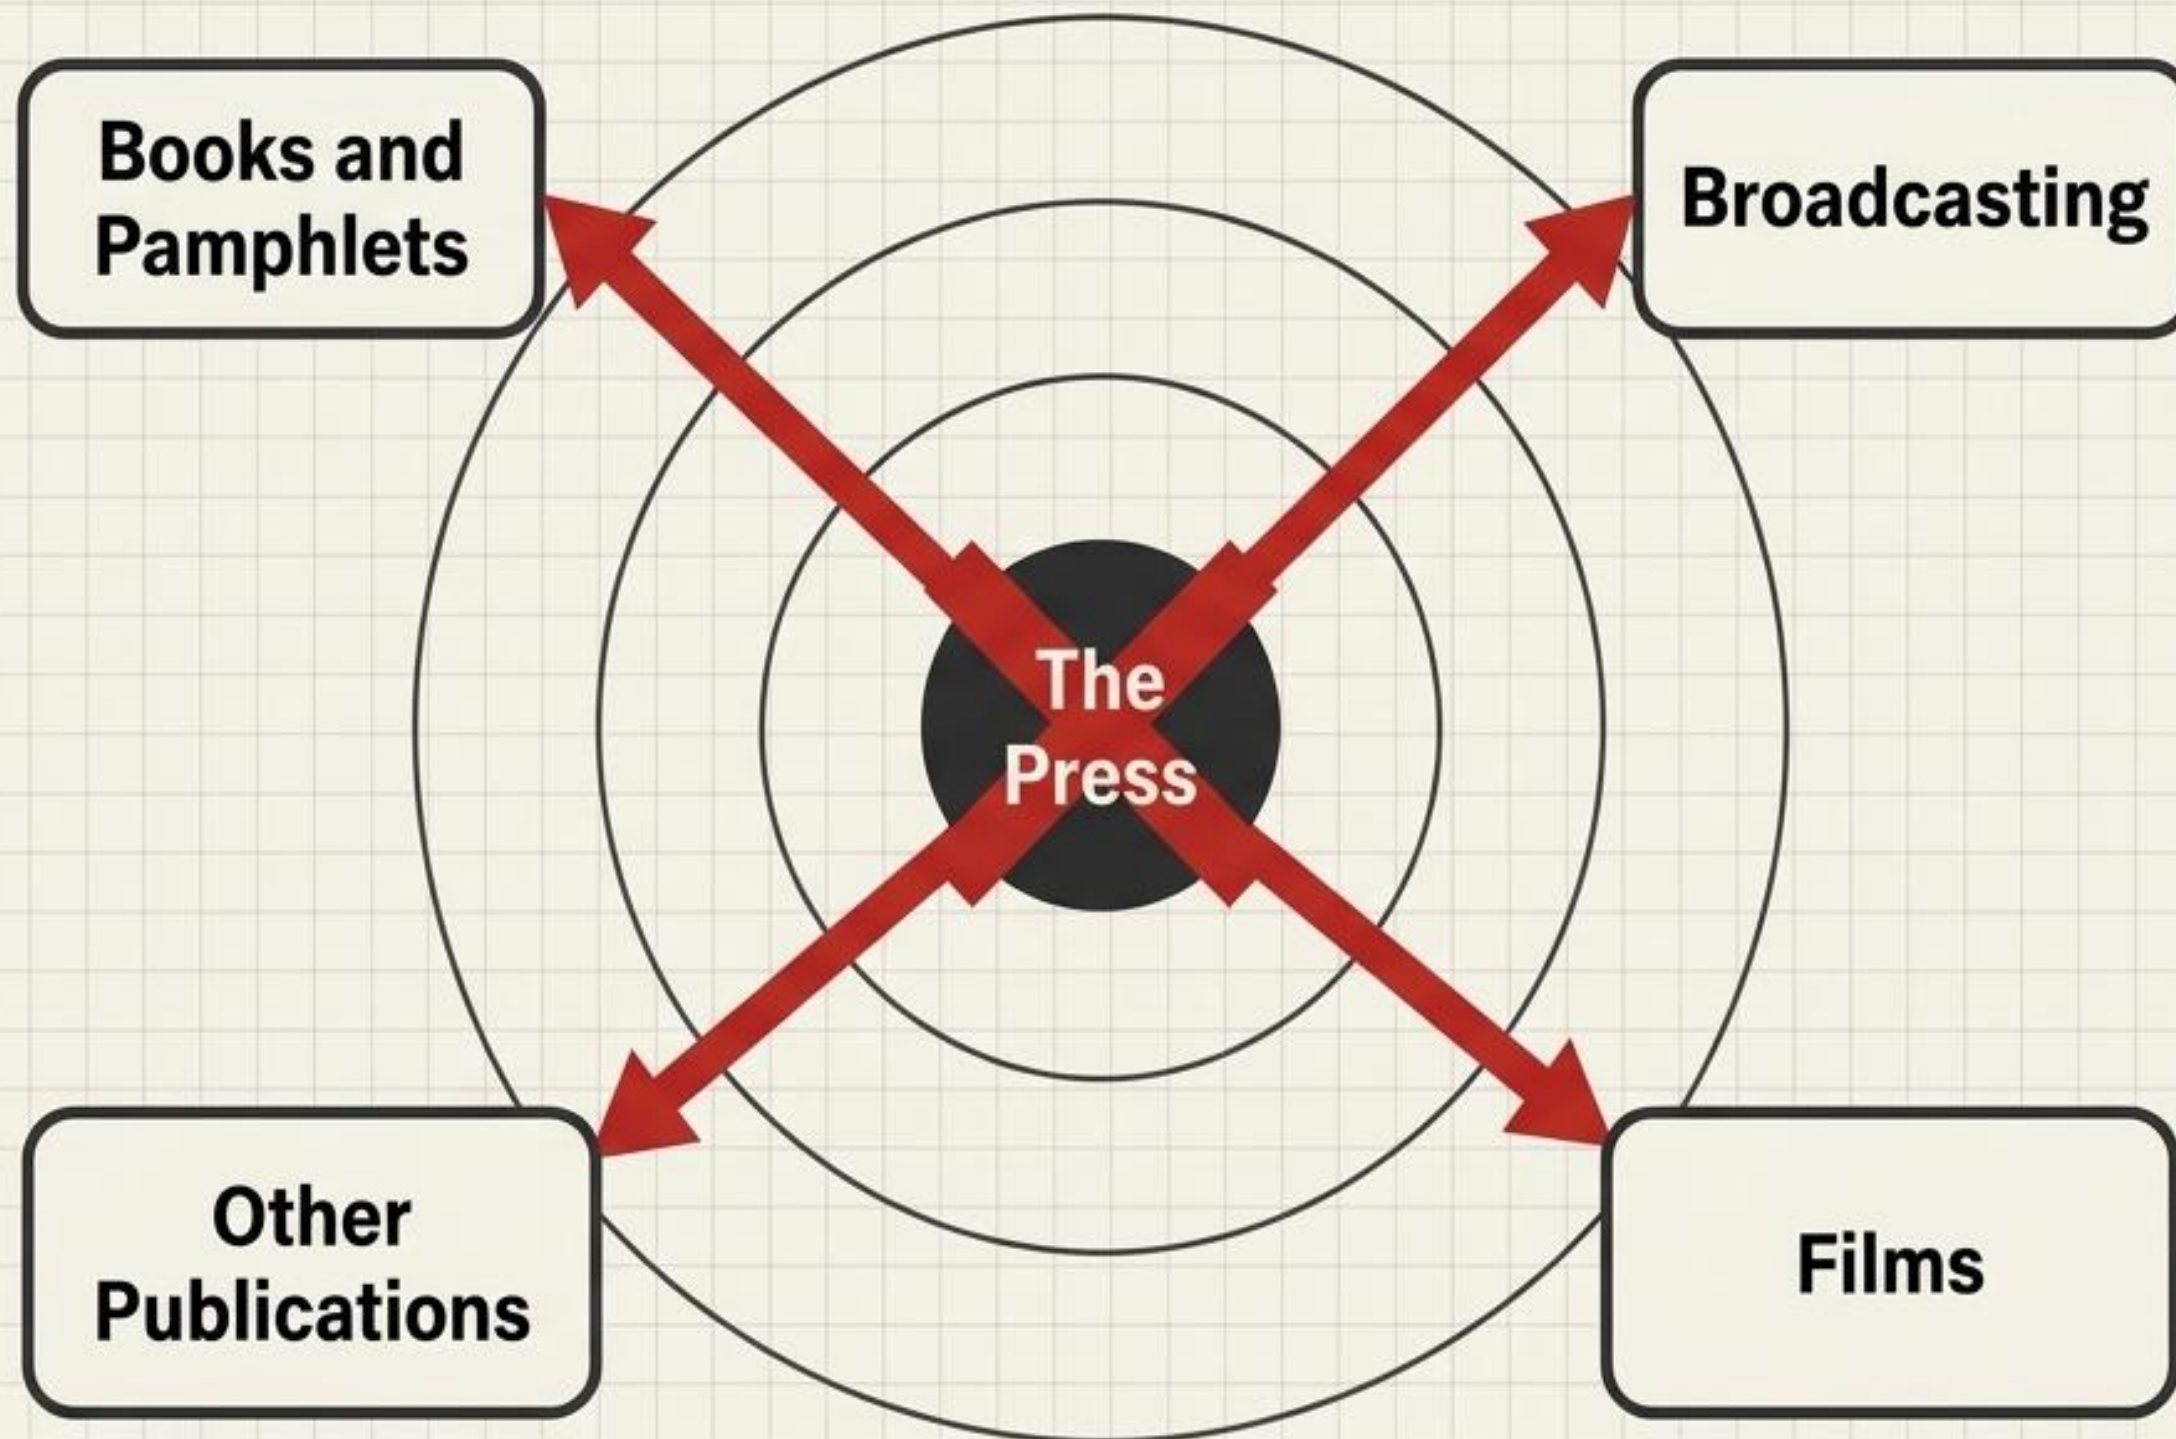 Books and
Pamphlets
Broadcasting
The
Press
Other
Publications
Films